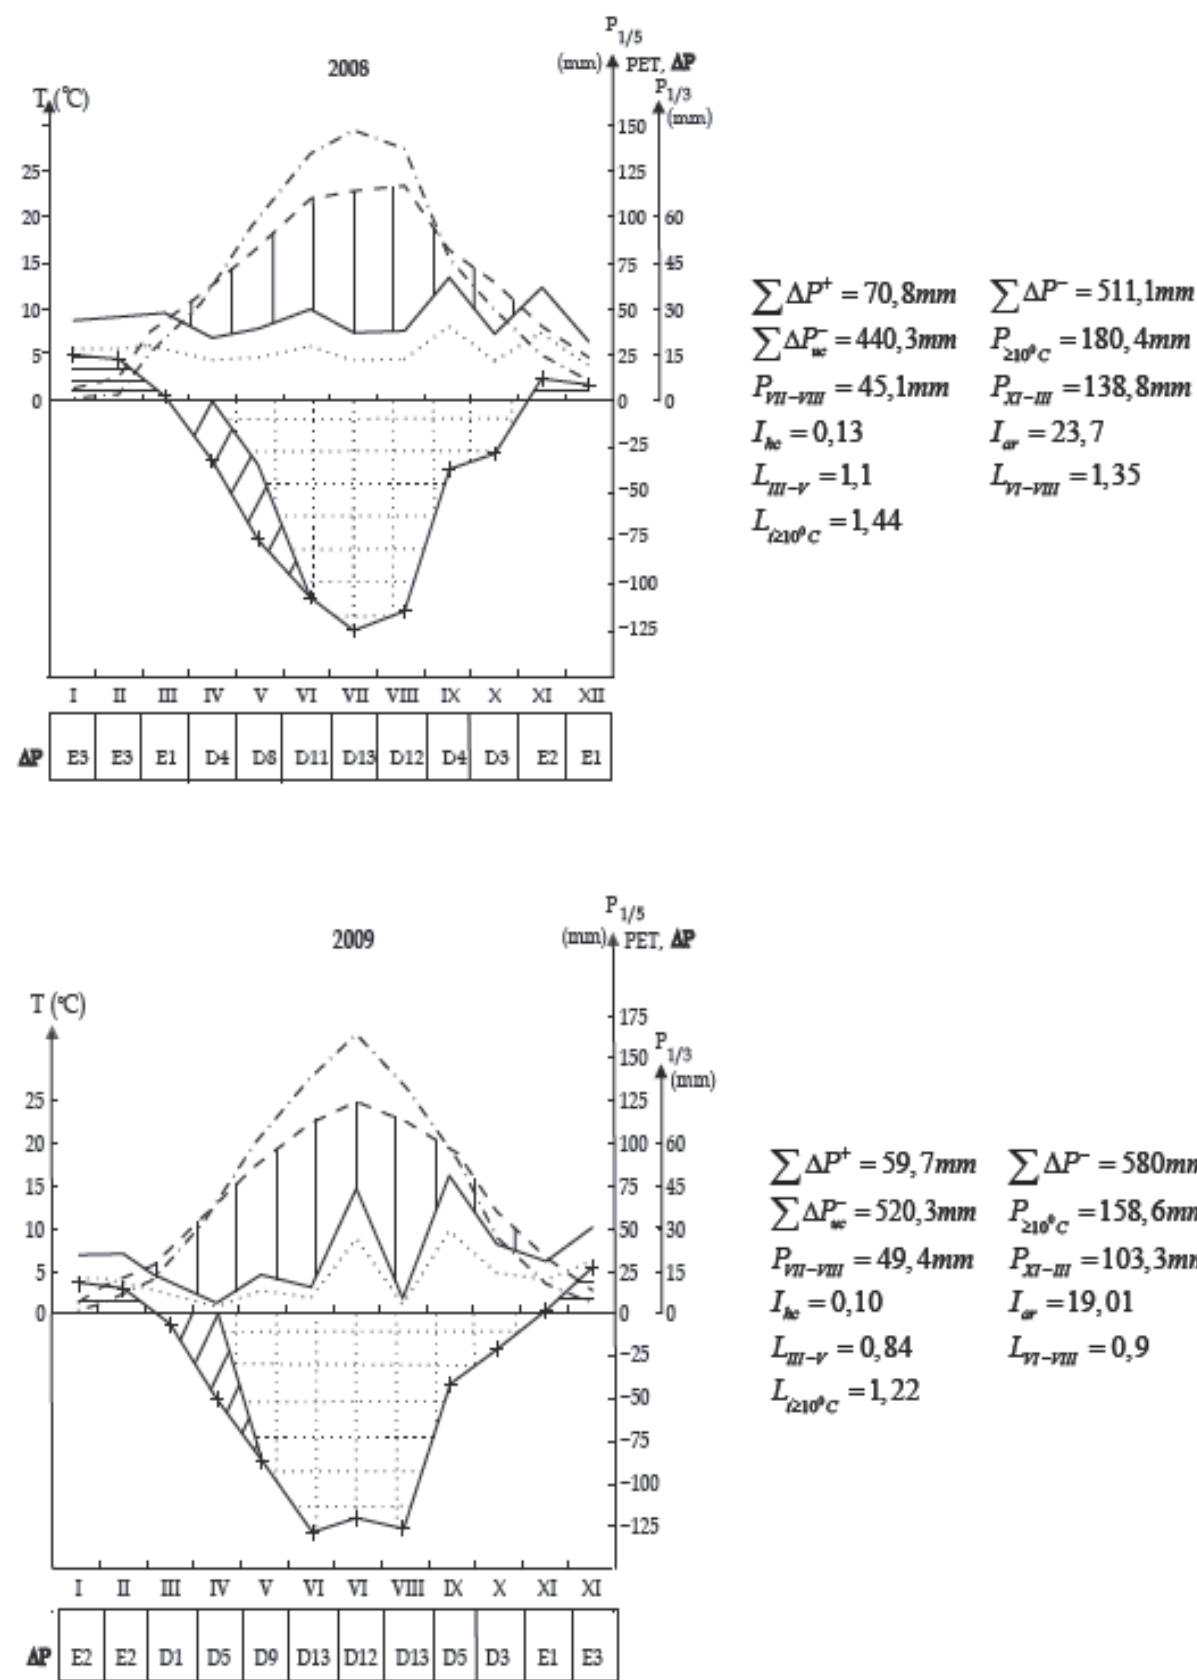 P1/5
2008
(mm) PET, ΔP
T (°C)
P1/3
(mm)
150
25 125
20 100 60
15 75 45
10 50 30
5 25 15
0 0 0
−25
−50
−75
−100
−125
I II III IV V VI VII VIII IX X XI XII
ΔP E3 E3 E1 D4 D8 D11 D13 D12 D4 D3 E2 E1
∑ΔP⁺ = 70,8mm ∑ΔP⁻ = 511,1mm
∑ΔP⁻uc = 440,3mm P≥10⁰C = 180,4mm
PVII−VIII = 45,1mm PXI−III = 138,8mm
Ihc = 0,13 Iar = 23,7
LIII−V = 1,1 LVI−VIII = 1,35
Lt≥10⁰C = 1,44
P1/5
2009
(mm) PET, ΔP
T (°C)
175
150 P1/3
(mm)
25 125
20 100 60
15 75 45
10 50 30
5 25 15
0 0 0
−25
−50
−75
−100
−125
I II III IV V VI VI VIII IX X XI XI
ΔP E2 E2 D1 D5 D9 D13 D12 D13 D5 D3 E1 E3
∑ΔP⁺ = 59,7mm ∑ΔP⁻ = 580mm
∑ΔP⁻uc = 520,3mm P≥10⁰C = 158,6mm
PVII−VIII = 49,4mm PXI−III = 103,3mm
Ihc = 0,10 Iar = 19,01
LIII−V = 0,84 LVI−VIII = 0,9
Lt≥10⁰C = 1,22